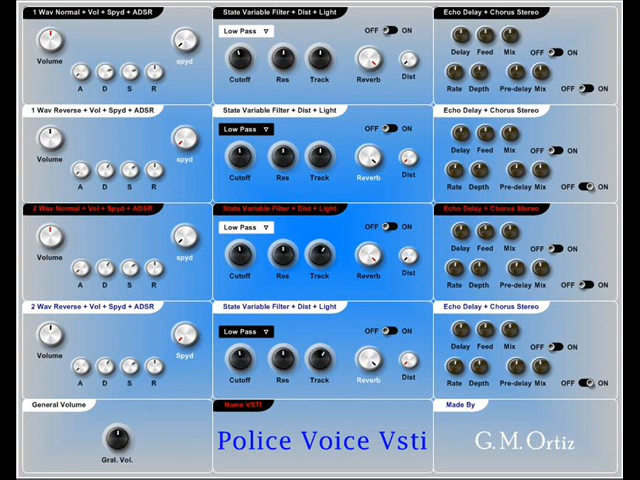 1 Wav Normal + Vol + Spyd + ADSR
State Variable Filter + Dist + Light
Echo Delay + Chorus Stereo
Low Pass
OFF ON
Delay Feed Mix
OFF ON
Volume
spyd
Cutoff Res Track
Reverb
Dist
A D S R
Rate Depth Pre-delay Mix
OFF ON
1 Wav Reverse + Vol + Spyd + ADSR
State Variable Filter + Dist + Light
Echo Delay + Chorus Stereo
Low Pass
OFF ON
Delay Feed Mix
OFF ON
Volume
spyd
Cutoff Res Track
Reverb
Dist
A D S R
Rate Depth Pre-delay Mix
OFF ON
2 Wav Normal + Vol + Spyd + ADSR
State Variable Filter + Dist + Light
Echo Delay + Chorus Stereo
Low Pass
OFF ON
Delay Feed Mix
OFF ON
Volume
spyd
Cutoff Res Track
Reverb
Dist
A D S R
Rate Depth Pre-delay Mix
OFF ON
2 Wav Reverse + Vol + Spyd + ADSR
State Variable Filter + Dist + Light
Echo Delay + Chorus Stereo
Low Pass
OFF ON
Delay Feed Mix
OFF ON
Volume
Spyd
Cutoff Res Track
Reverb
Dist
A D S R
Rate Depth Pre-delay Mix
OFF ON
General Volume
Name VSTI
Made By
Gral. Vol.
Police Voice Vsti
G.M.Ortiz